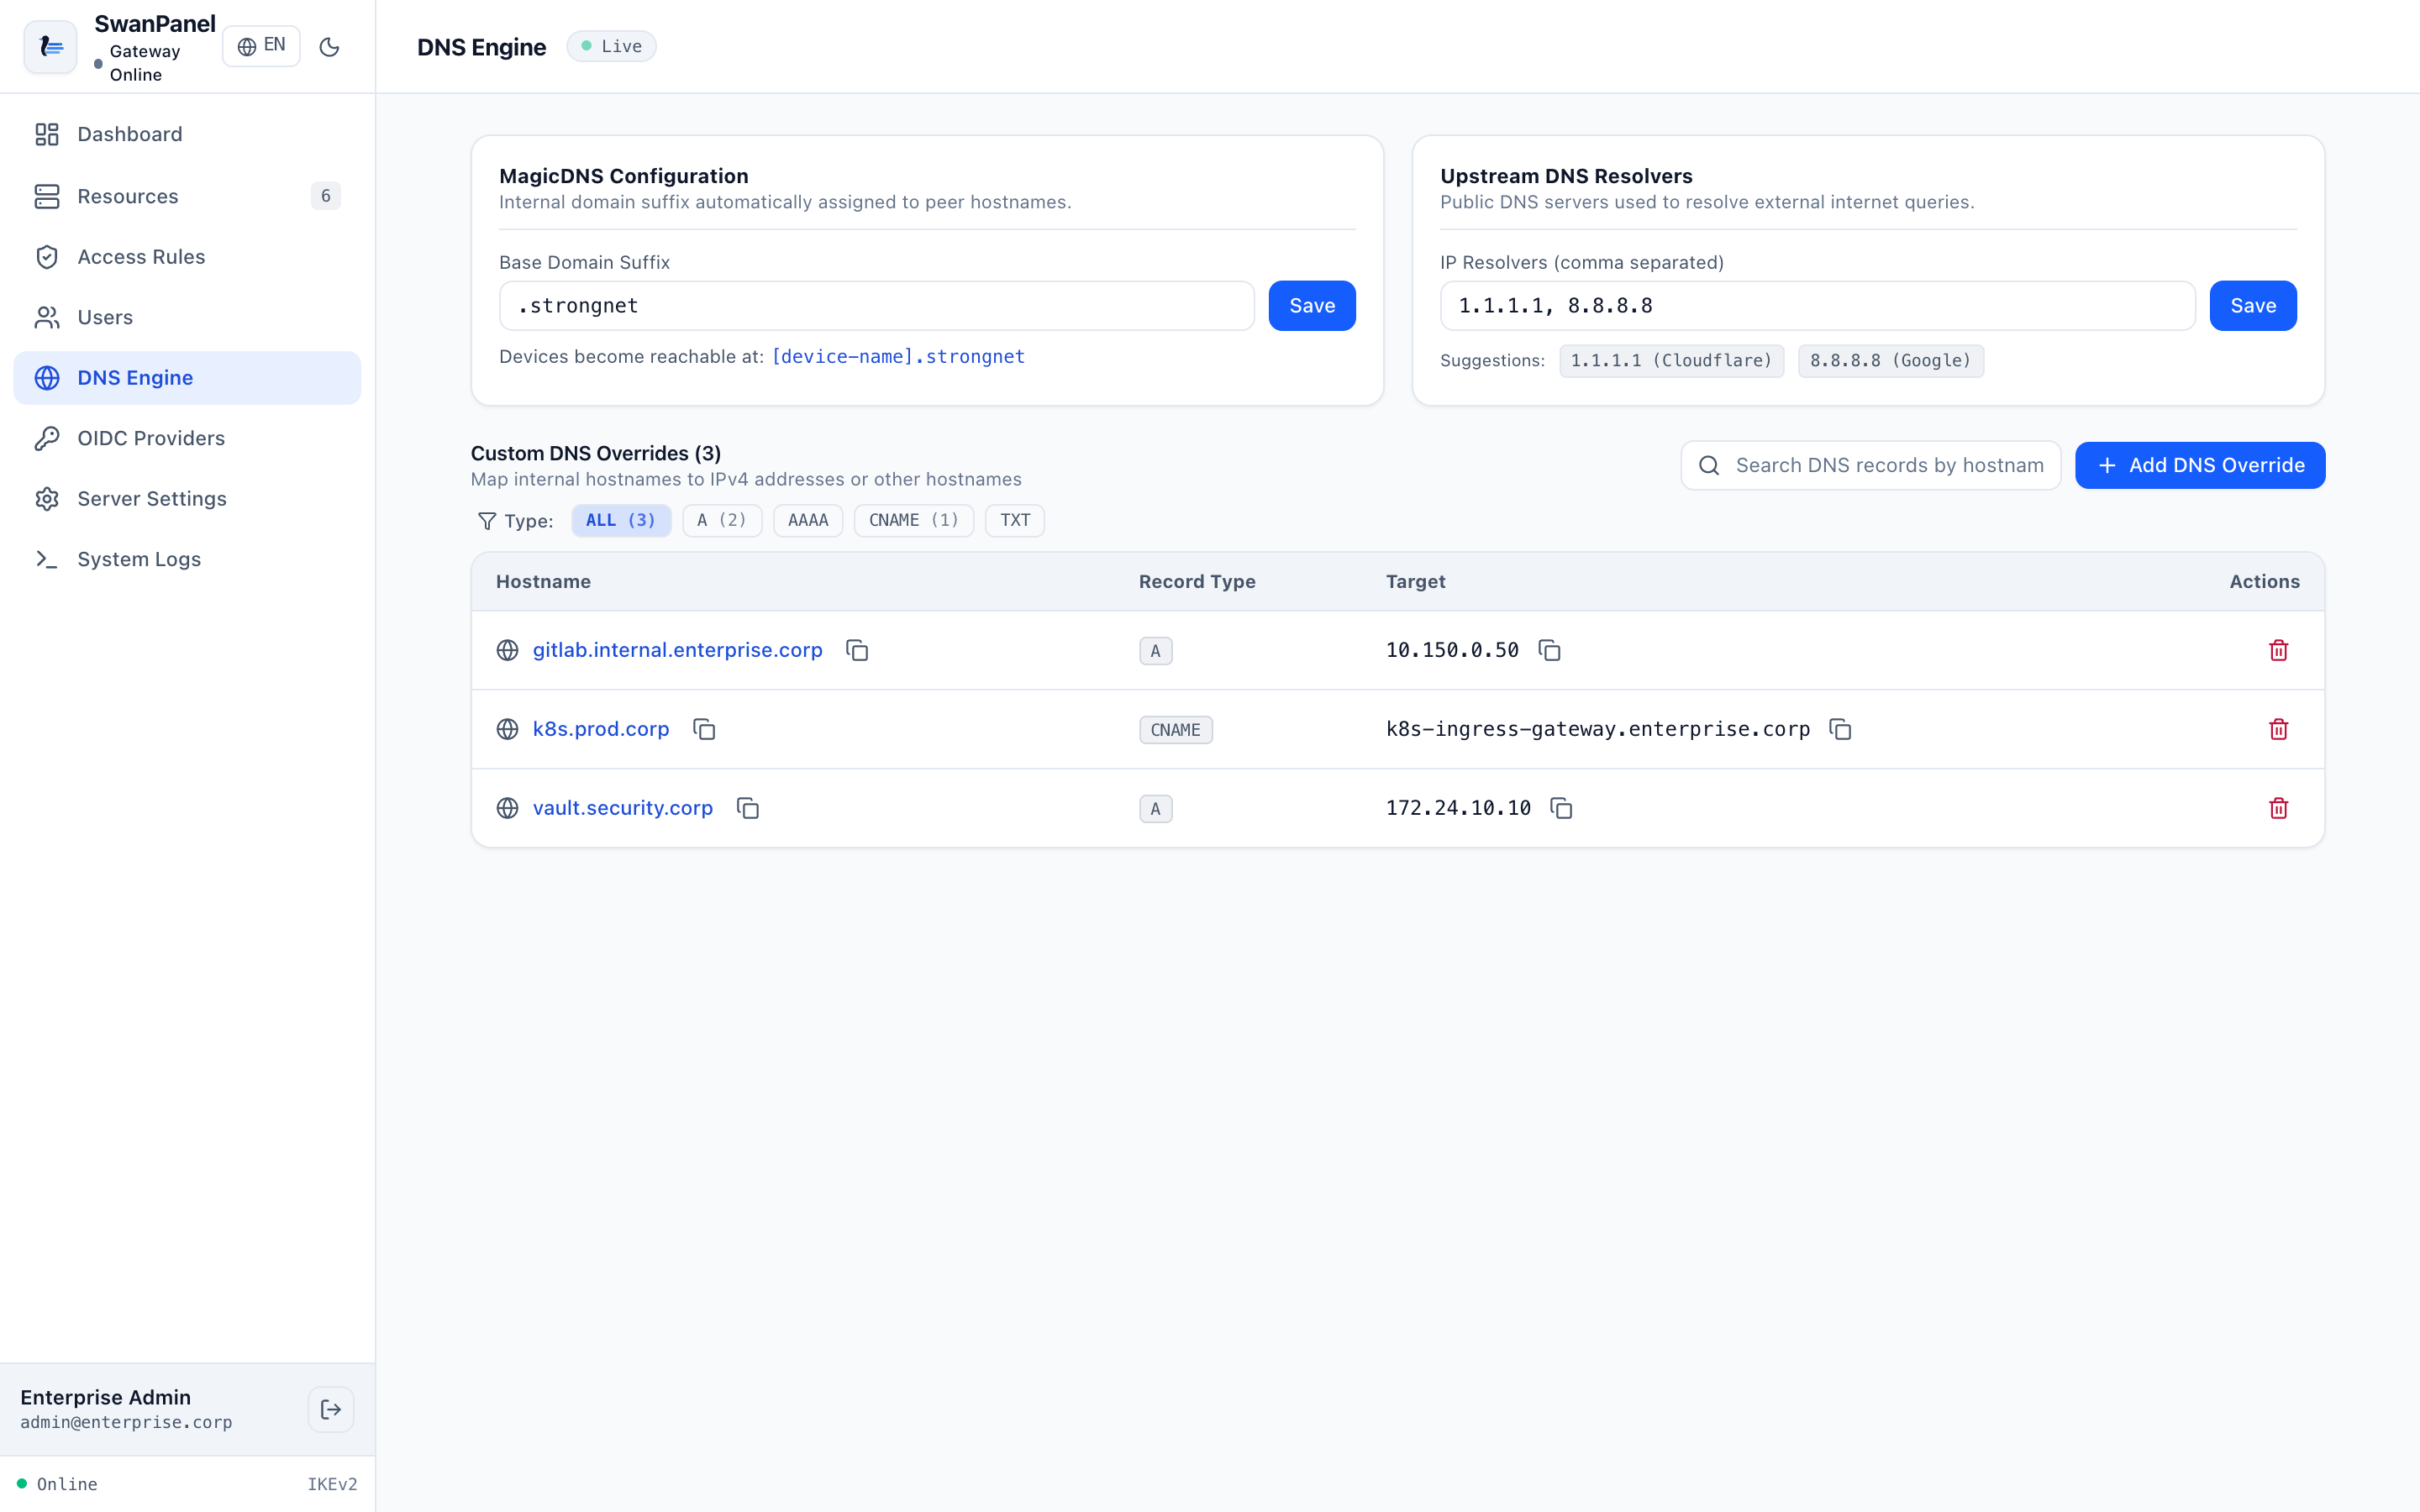 SwanPanel
Gateway
Online
EN
Dashboard
Resources
6
Access Rules
Users
DNS Engine
OIDC Providers
Server Settings
System Logs
Enterprise Admin
admin@enterprise.corp
Online
IKEv2
DNS Engine
Live
MagicDNS Configuration
Internal domain suffix automatically assigned to peer hostnames.
Base Domain Suffix
.strongnet
Save
Devices become reachable at: [device-name].strongnet
Upstream DNS Resolvers
Public DNS servers used to resolve external internet queries.
IP Resolvers (comma separated)
1.1.1.1, 8.8.8.8
Save
Suggestions: 1.1.1.1 (Cloudflare) 8.8.8.8 (Google)
Custom DNS Overrides (3)
Map internal hostnames to IPv4 addresses or other hostnames
Search DNS records by hostnam
Add DNS Override
Type: ALL (3) A (2) AAAA CNAME (1) TXT
Hostname Record Type Target Actions
gitlab.internal.enterprise.corp A 10.150.0.50
k8s.prod.corp CNAME k8s-ingress-gateway.enterprise.corp
vault.security.corp A 172.24.10.10